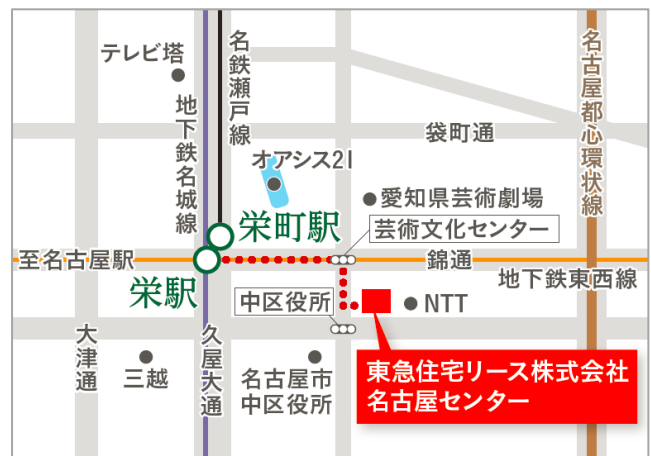 テレビ塔
名鉄瀬戸線
地下鉄名城線
オアシス21
袋町通
名古屋都心環状線
愛知県芸術劇場
芸術文化センター
栄町駅
至名古屋駅
錦通
地下鉄東西線
栄駅
中区役所
NTT
大津通
三越
久屋大通
名古屋市
中区役所
東急住宅リース株式会社
名古屋センター